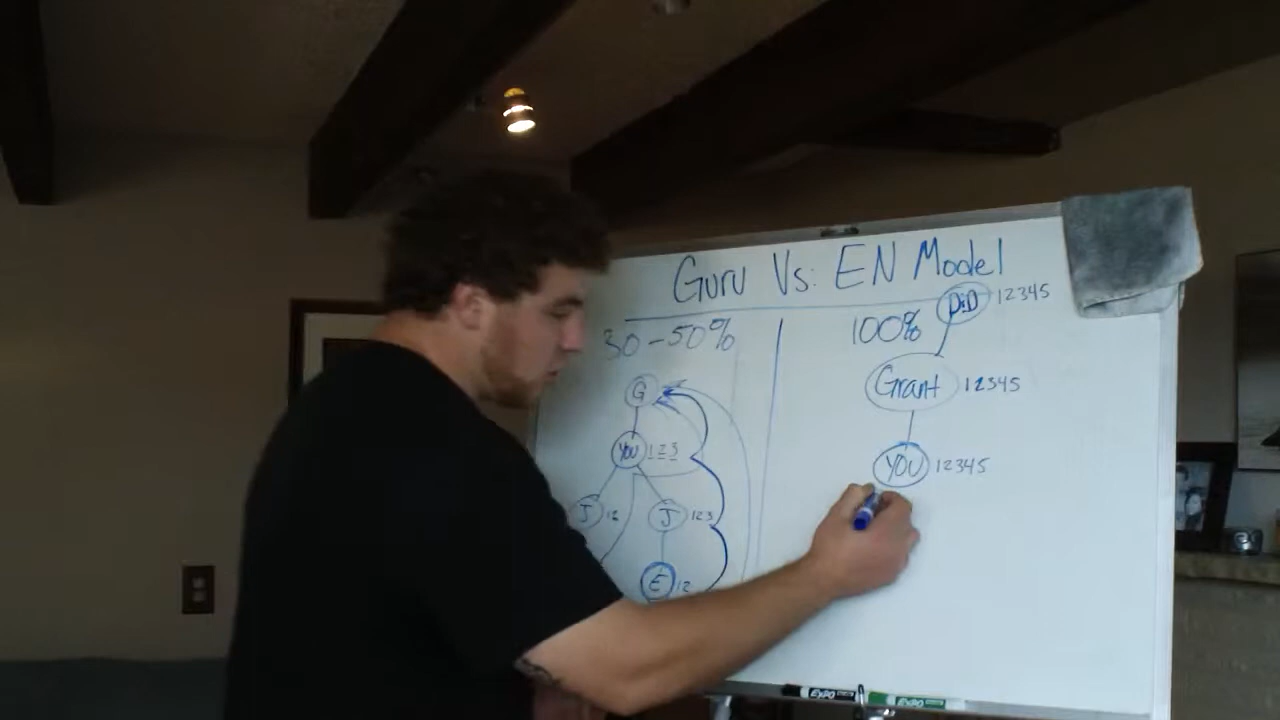 Guru Vs: EN Model
30-50%
100%
DiD 12345
G
Grant 12345
YOU 123
YOU 12345
J 12
J 123
E 12
EXPO
EXPO